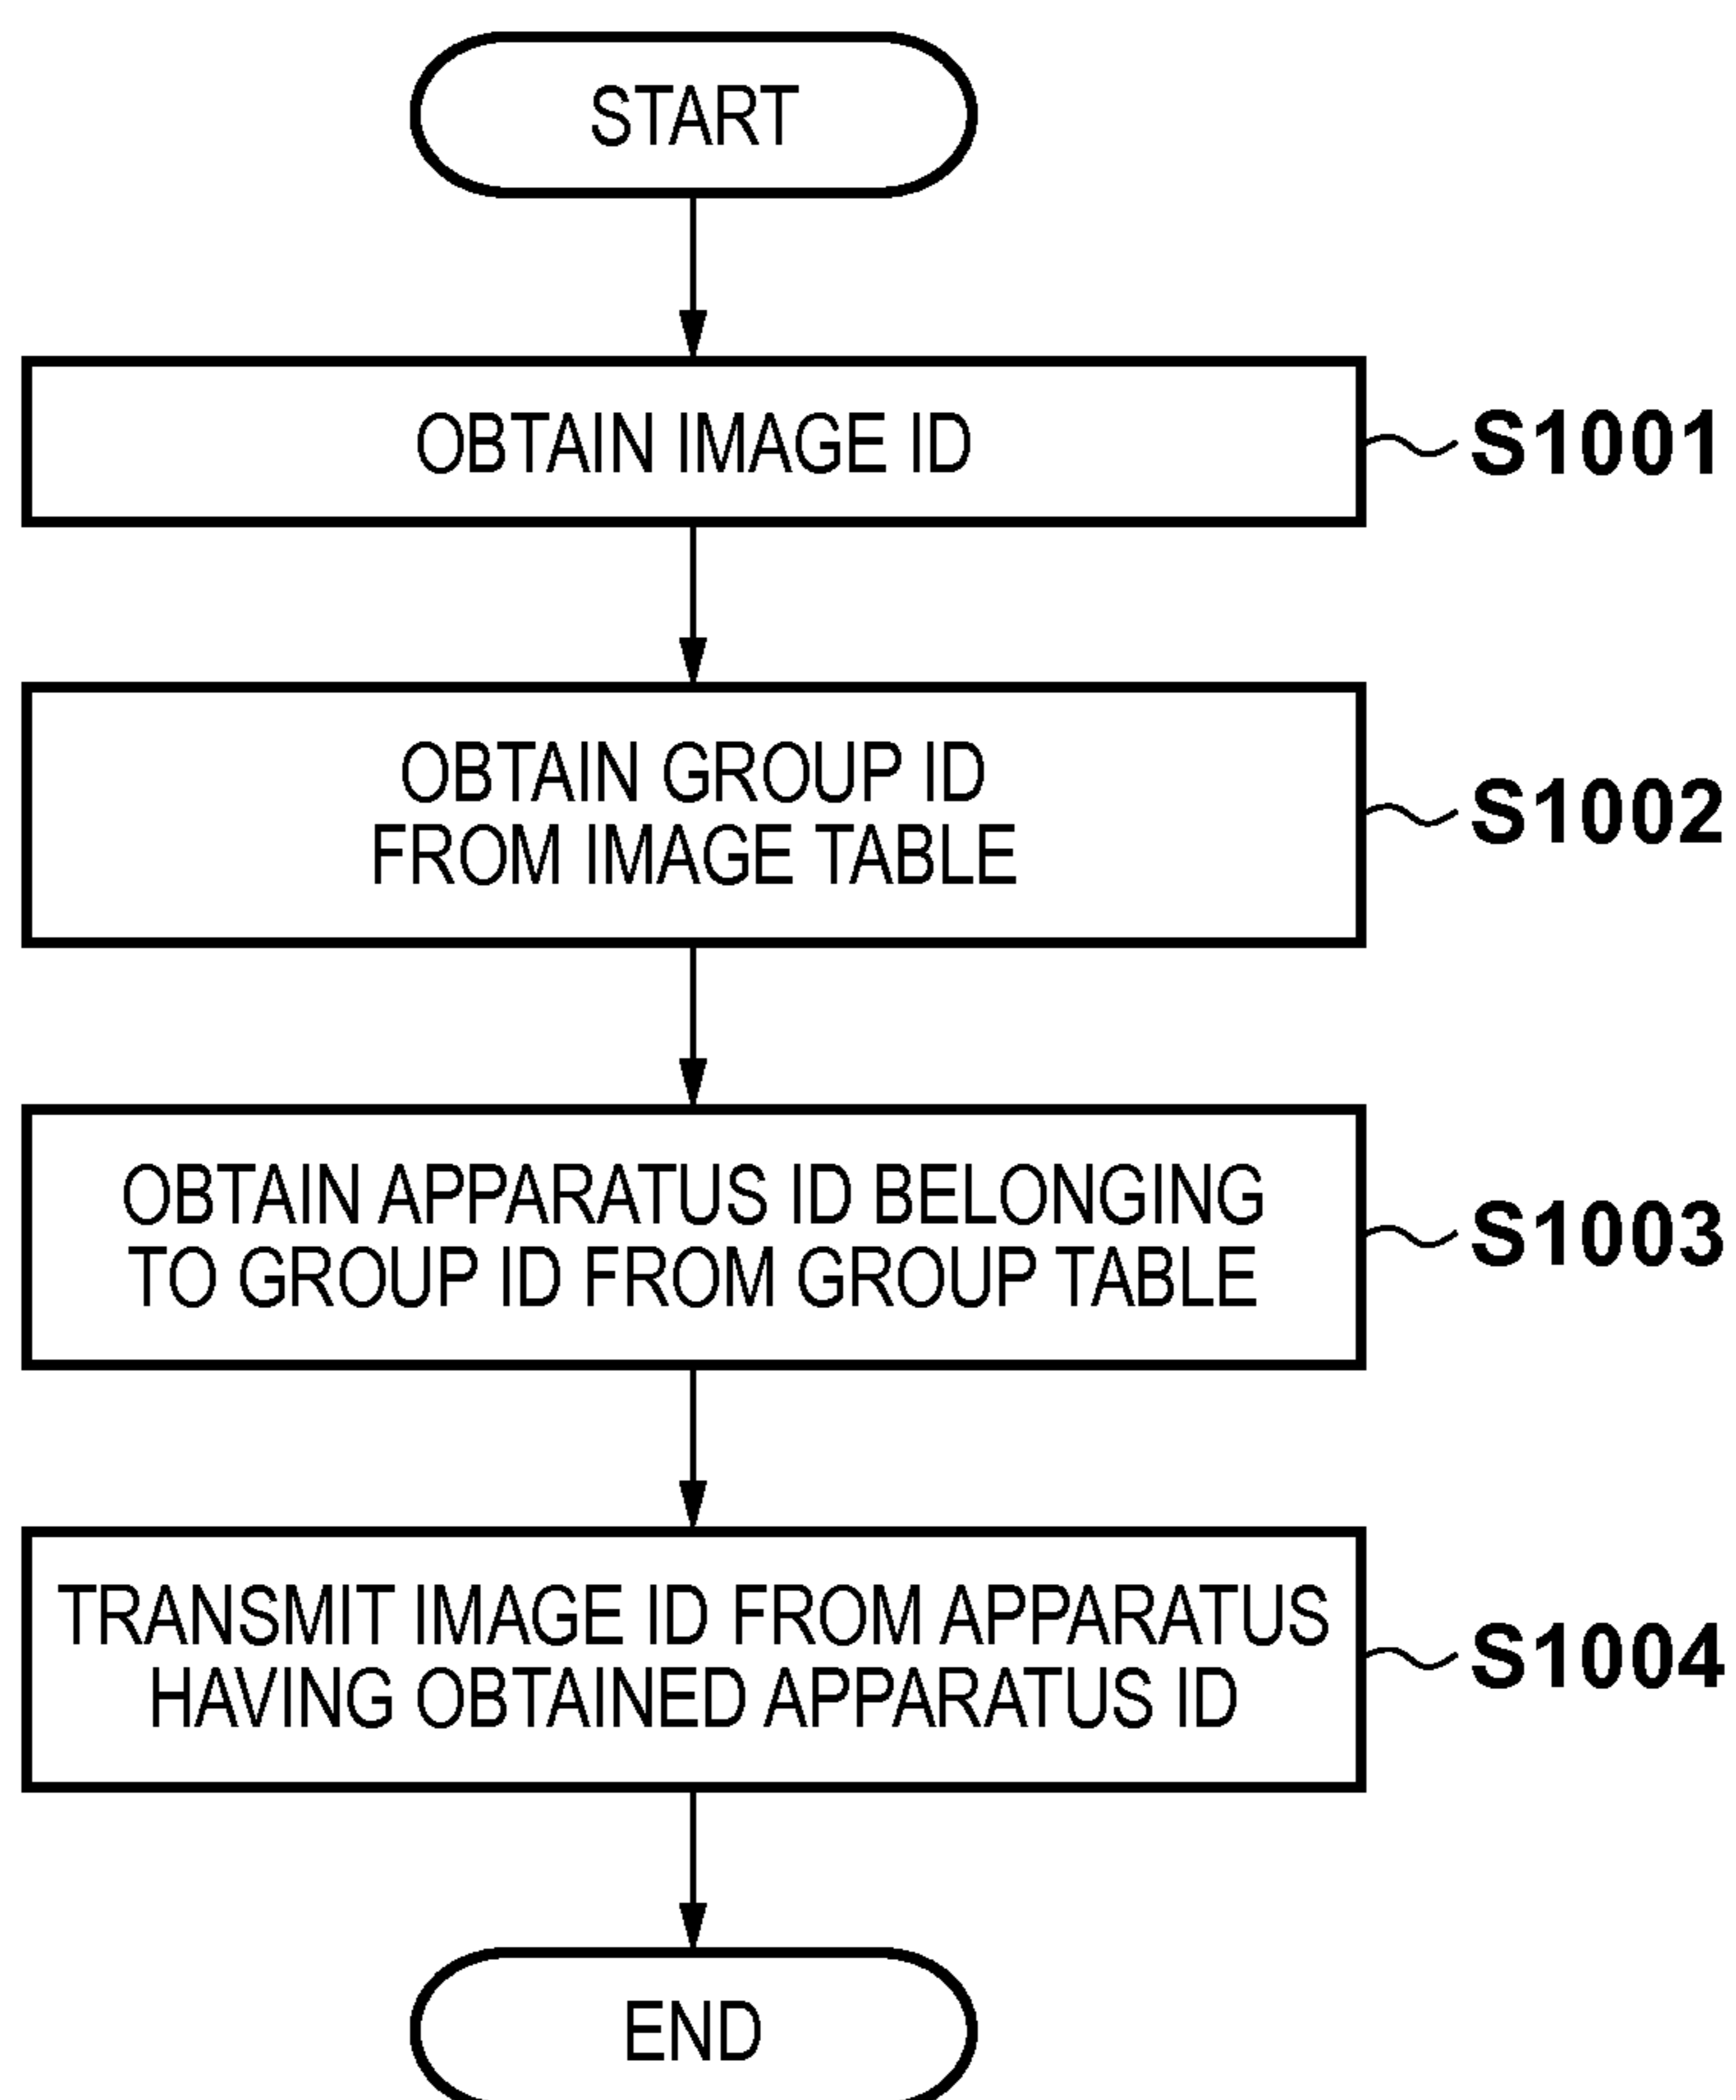 START
OBTAIN IMAGE ID
S1001
OBTAIN GROUP ID
FROM IMAGE TABLE
S1002
OBTAIN APPARATUS ID BELONGING
TO GROUP ID FROM GROUP TABLE
S1003
TRANSMIT IMAGE ID FROM APPARATUS
HAVING OBTAINED APPARATUS ID
S1004
END